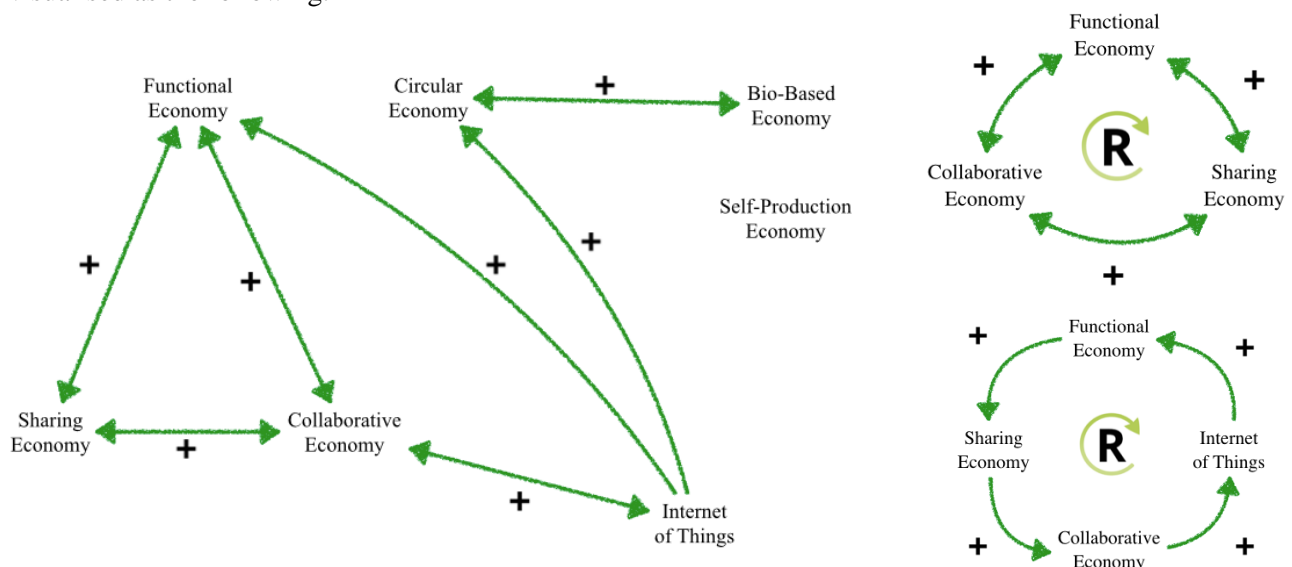 Functional
Economy
Circular
Economy
+
Bio-Based
Economy
Self-Production
Economy
+
+
+
+
Sharing
Economy
+
Collaborative
Economy
+
Internet
of Things
Functional
Economy
+
+
R
Collaborative
Economy
Sharing
Economy
+
Functional
Economy
+
+
R
Sharing
Economy
Internet
of Things
+
Collaborative
Economy
+